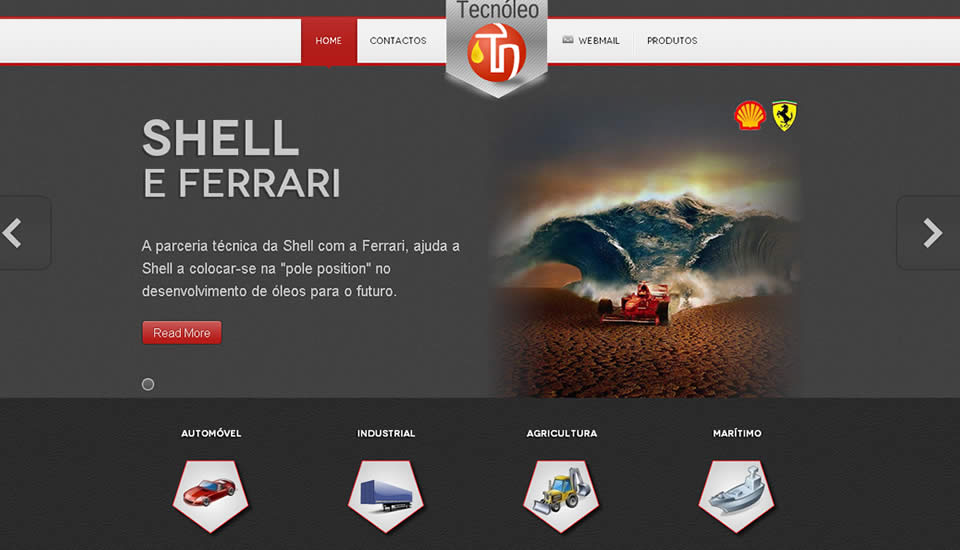 Tecnóleo
Tn
HOME
CONTACTOS
WEBMAIL
PRODUTOS
SHELL
E FERRARI
A parceria técnica da Shell com a Ferrari, ajuda a
Shell a colocar-se na "pole position" no
desenvolvimento de óleos para o futuro.
Read More
AUTOMÓVEL
INDUSTRIAL
AGRICULTURA
MARÍTIMO